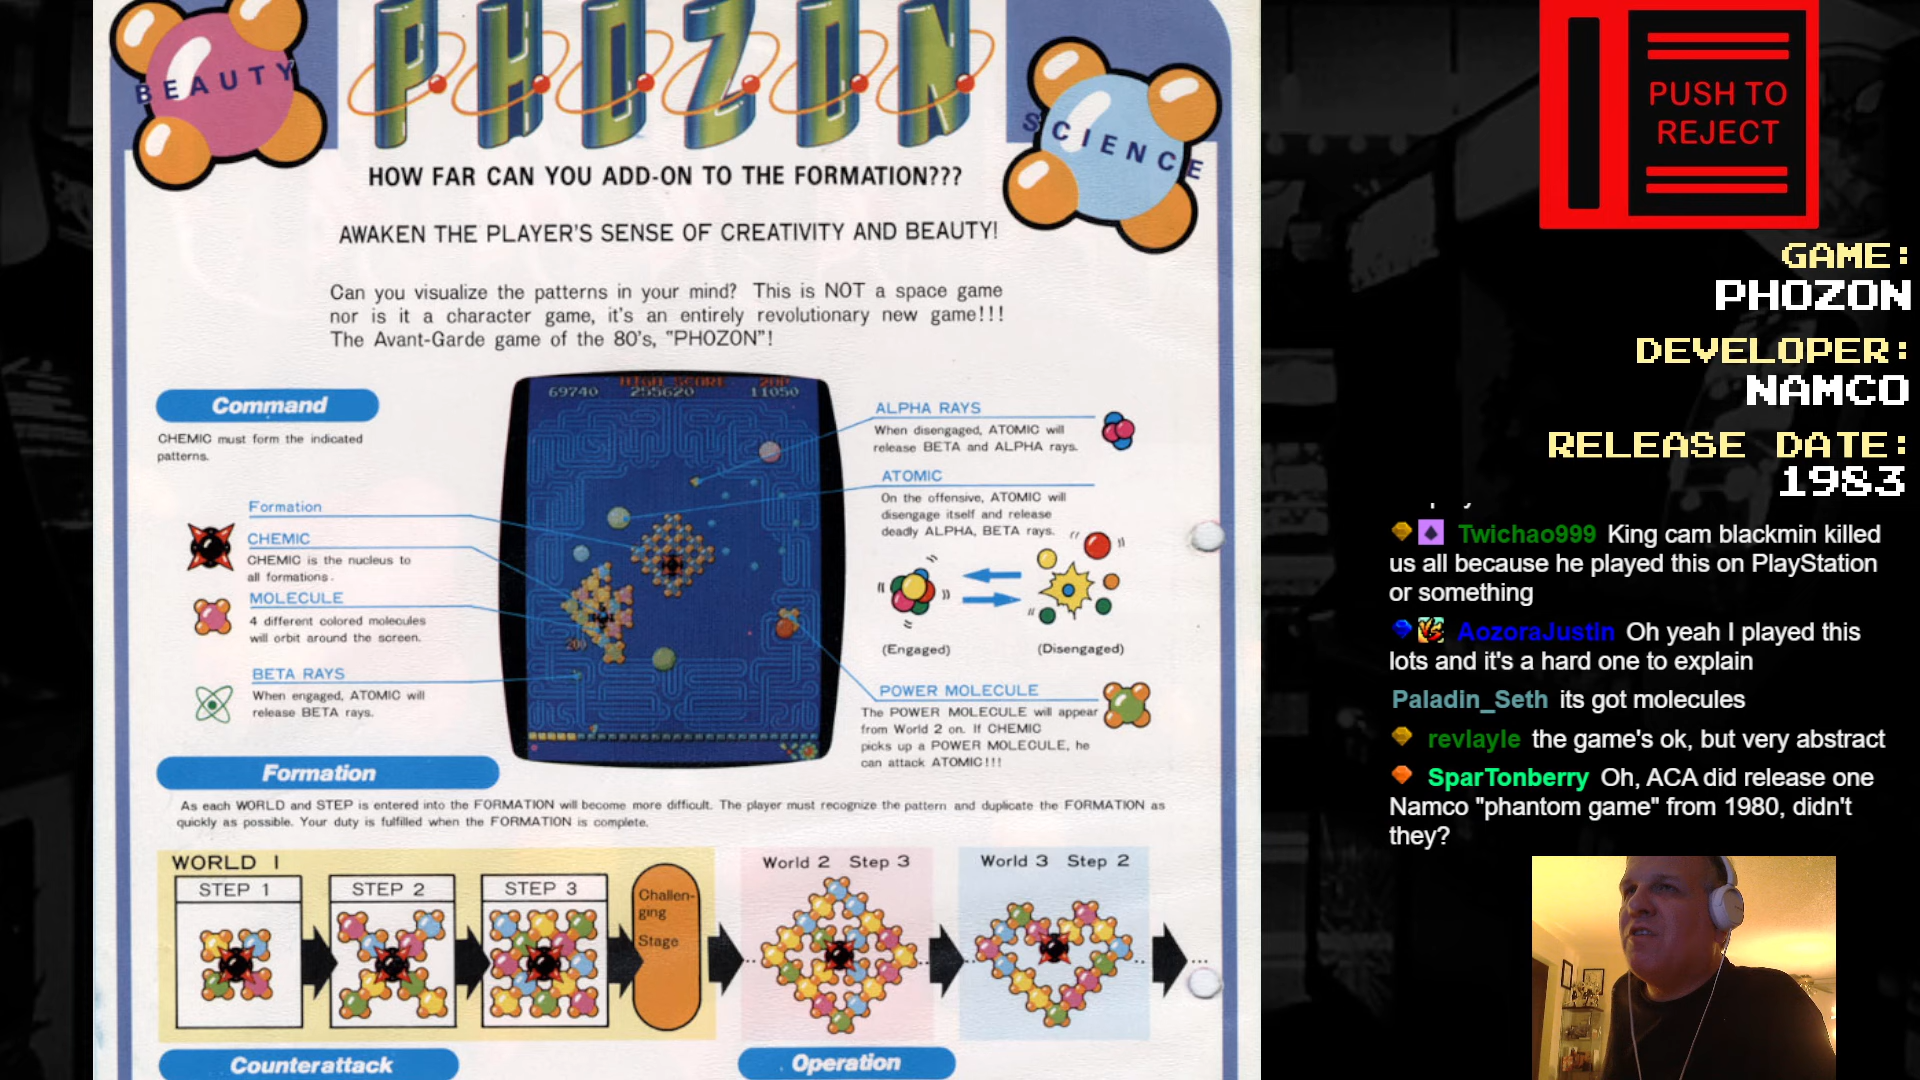 PHOZON
BEAUTY
SCIENCE
HOW FAR CAN YOU ADD-ON TO THE FORMATION???
AWAKEN THE PLAYER'S SENSE OF CREATIVITY AND BEAUTY!
Can you visualize the patterns in your mind? This is NOT a space game
nor is it a character game, it's an entirely revolutionary new game!!!
The Avant-Garde game of the 80's, "PHOZON"!
Command
CHEMIC must form the indicated
patterns.
Formation
CHEMIC
CHEMIC is the nucleus to
all formations.
MOLECULE
4 different colored molecules
will orbit around the screen.
BETA RAYS
When engaged, ATOMIC will
release BETA rays.
HIGH SCORE 2UP
69740 255620 11050
200
ALPHA RAYS
When disengaged, ATOMIC will
release BETA and ALPHA rays.
ATOMIC
On the offensive, ATOMIC will
disengage itself and release
deadly ALPHA, BETA rays.
(Engaged) (Disengaged)
POWER MOLECULE
The POWER MOLECULE will appear
from World 2 on. If CHEMIC
picks up a POWER MOLECULE, he
can attack ATOMIC!!!
Formation
As each WORLD and STEP is entered into the FORMATION will become more difficult. The player must recognize the pattern and duplicate the FORMATION as
quickly as possible. Your duty is fulfilled when the FORMATION is complete.
WORLD 1
STEP 1
STEP 2
STEP 3
Challen-
ging
Stage
World 2 Step 3
World 3 Step 2
Counterattack
Operation
PUSH TO
REJECT
GAME:
PHOZON
DEVELOPER:
NAMCO
RELEASE DATE:
1983
Twichao999 King cam blackmin killed
us all because he played this on PlayStation
or something
AozoraJustin Oh yeah I played this
lots and it's a hard one to explain
Paladin_Seth its got molecules
revlayle the game's ok, but very abstract
SparTonberry Oh, ACA did release one
Namco "phantom game" from 1980, didn't
they?